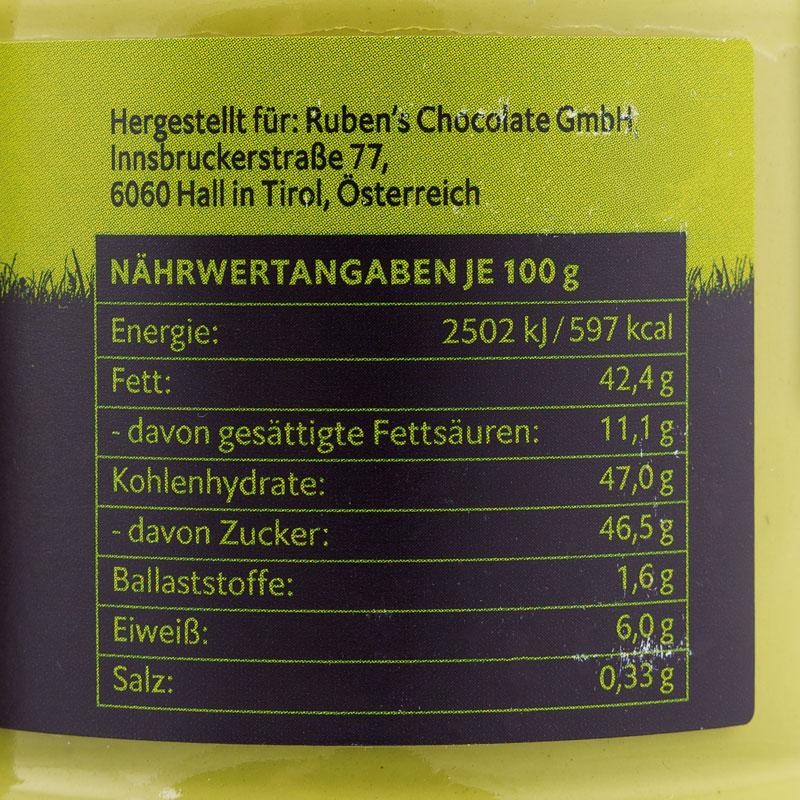 Hergestellt für: Ruben's Chocolate GmbH,
Innsbruckerstraße 77,
6060 Hall in Tirol, Österreich
NÄHRWERTANGABEN JE 100 g
Energie: 2502 kJ/597 kcal
Fett: 42,4 g
- davon gesättigte Fettsäuren: 11,1 g
Kohlenhydrate: 47,0 g
- davon Zucker: 46,5 g
Ballaststoffe: 1,6 g
Eiweiß: 6,0 g
Salz: 0,33 g